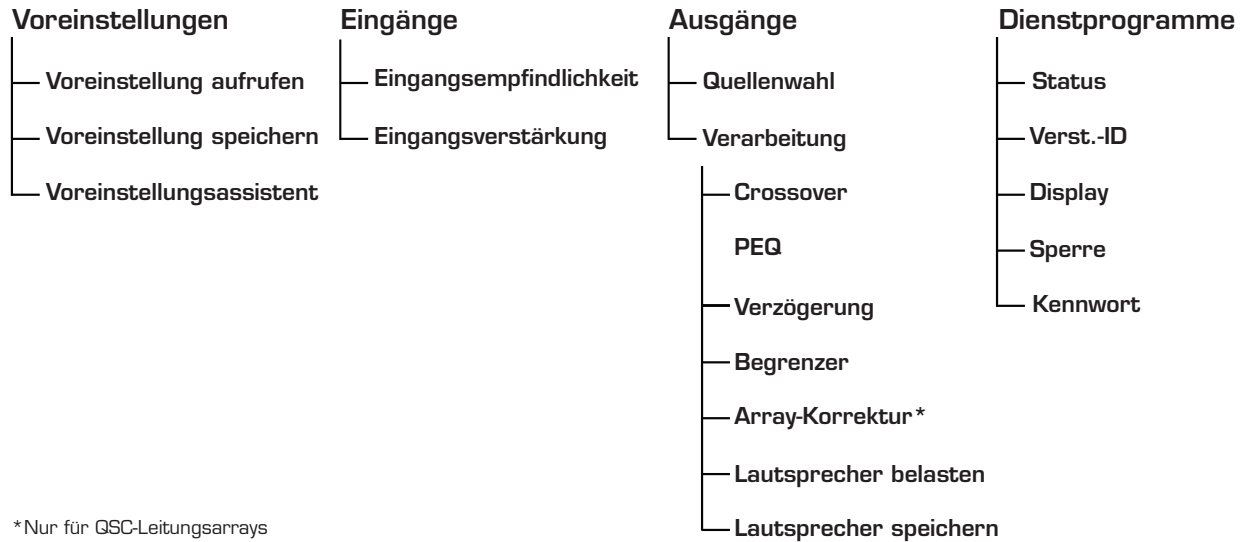 Voreinstellungen
Voreinstellung aufrufen
Voreinstellung speichern
Voreinstellungsassistent
Eingänge
Eingangsempfindlichkeit
Eingangsverstärkung
Ausgänge
Quellenwahl
Verarbeitung
Crossover
PEQ
Verzögerung
Begrenzer
Array-Korrektur*
Lautsprecher belasten
Lautsprecher speichern
Dienstprogramme
Status
Verst.-ID
Display
Sperre
Kennwort
*Nur für QSC-Leitungsarrays